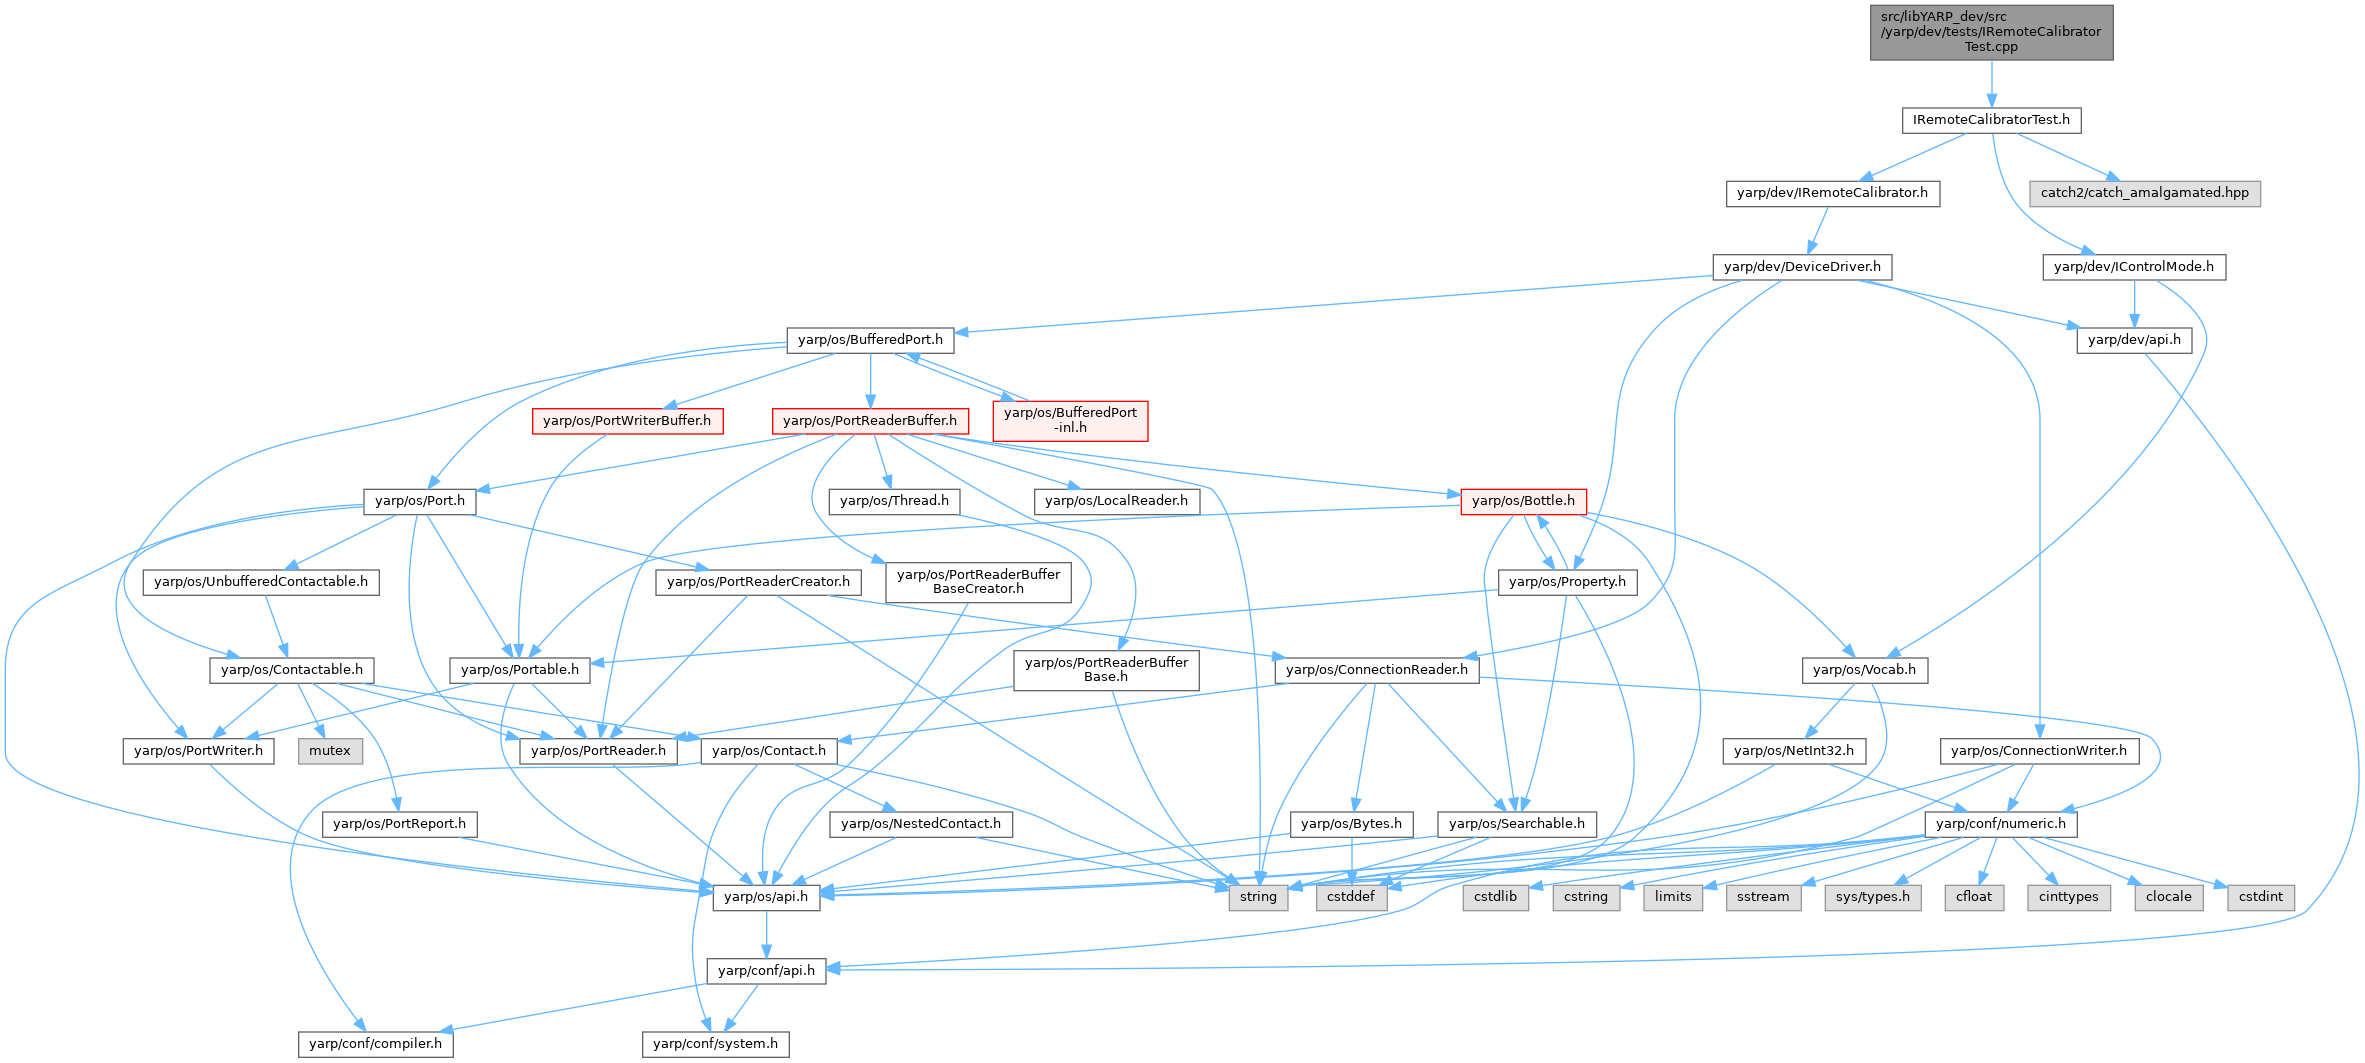 src/libYARP_dev/src
/yarp/dev/tests/IRemoteCalibrator
Test.cpp
IRemoteCalibratorTest.h
yarp/dev/IRemoteCalibrator.h
catch2/catch_amalgamated.hpp
yarp/dev/DeviceDriver.h
yarp/dev/IControlMode.h
yarp/os/BufferedPort.h
yarp/dev/api.h
yarp/os/PortWriterBuffer.h
yarp/os/PortReaderBuffer.h
yarp/os/BufferedPort
-inl.h
yarp/os/Port.h
yarp/os/Thread.h
yarp/os/LocalReader.h
yarp/os/Bottle.h
yarp/os/UnbufferedContactable.h
yarp/os/PortReaderCreator.h
yarp/os/PortReaderBuffer
BaseCreator.h
yarp/os/Property.h
yarp/os/Contactable.h
yarp/os/Portable.h
yarp/os/PortReaderBuffer
Base.h
yarp/os/ConnectionReader.h
yarp/os/Vocab.h
yarp/os/PortWriter.h
mutex
yarp/os/PortReader.h
yarp/os/Contact.h
yarp/os/NetInt32.h
yarp/os/ConnectionWriter.h
yarp/os/PortReport.h
yarp/os/NestedContact.h
yarp/os/Bytes.h
yarp/os/Searchable.h
yarp/conf/numeric.h
yarp/os/api.h
string
cstddef
cstdlib
cstring
limits
sstream
sys/types.h
cfloat
cinttypes
clocale
cstdint
yarp/conf/api.h
yarp/conf/compiler.h
yarp/conf/system.h